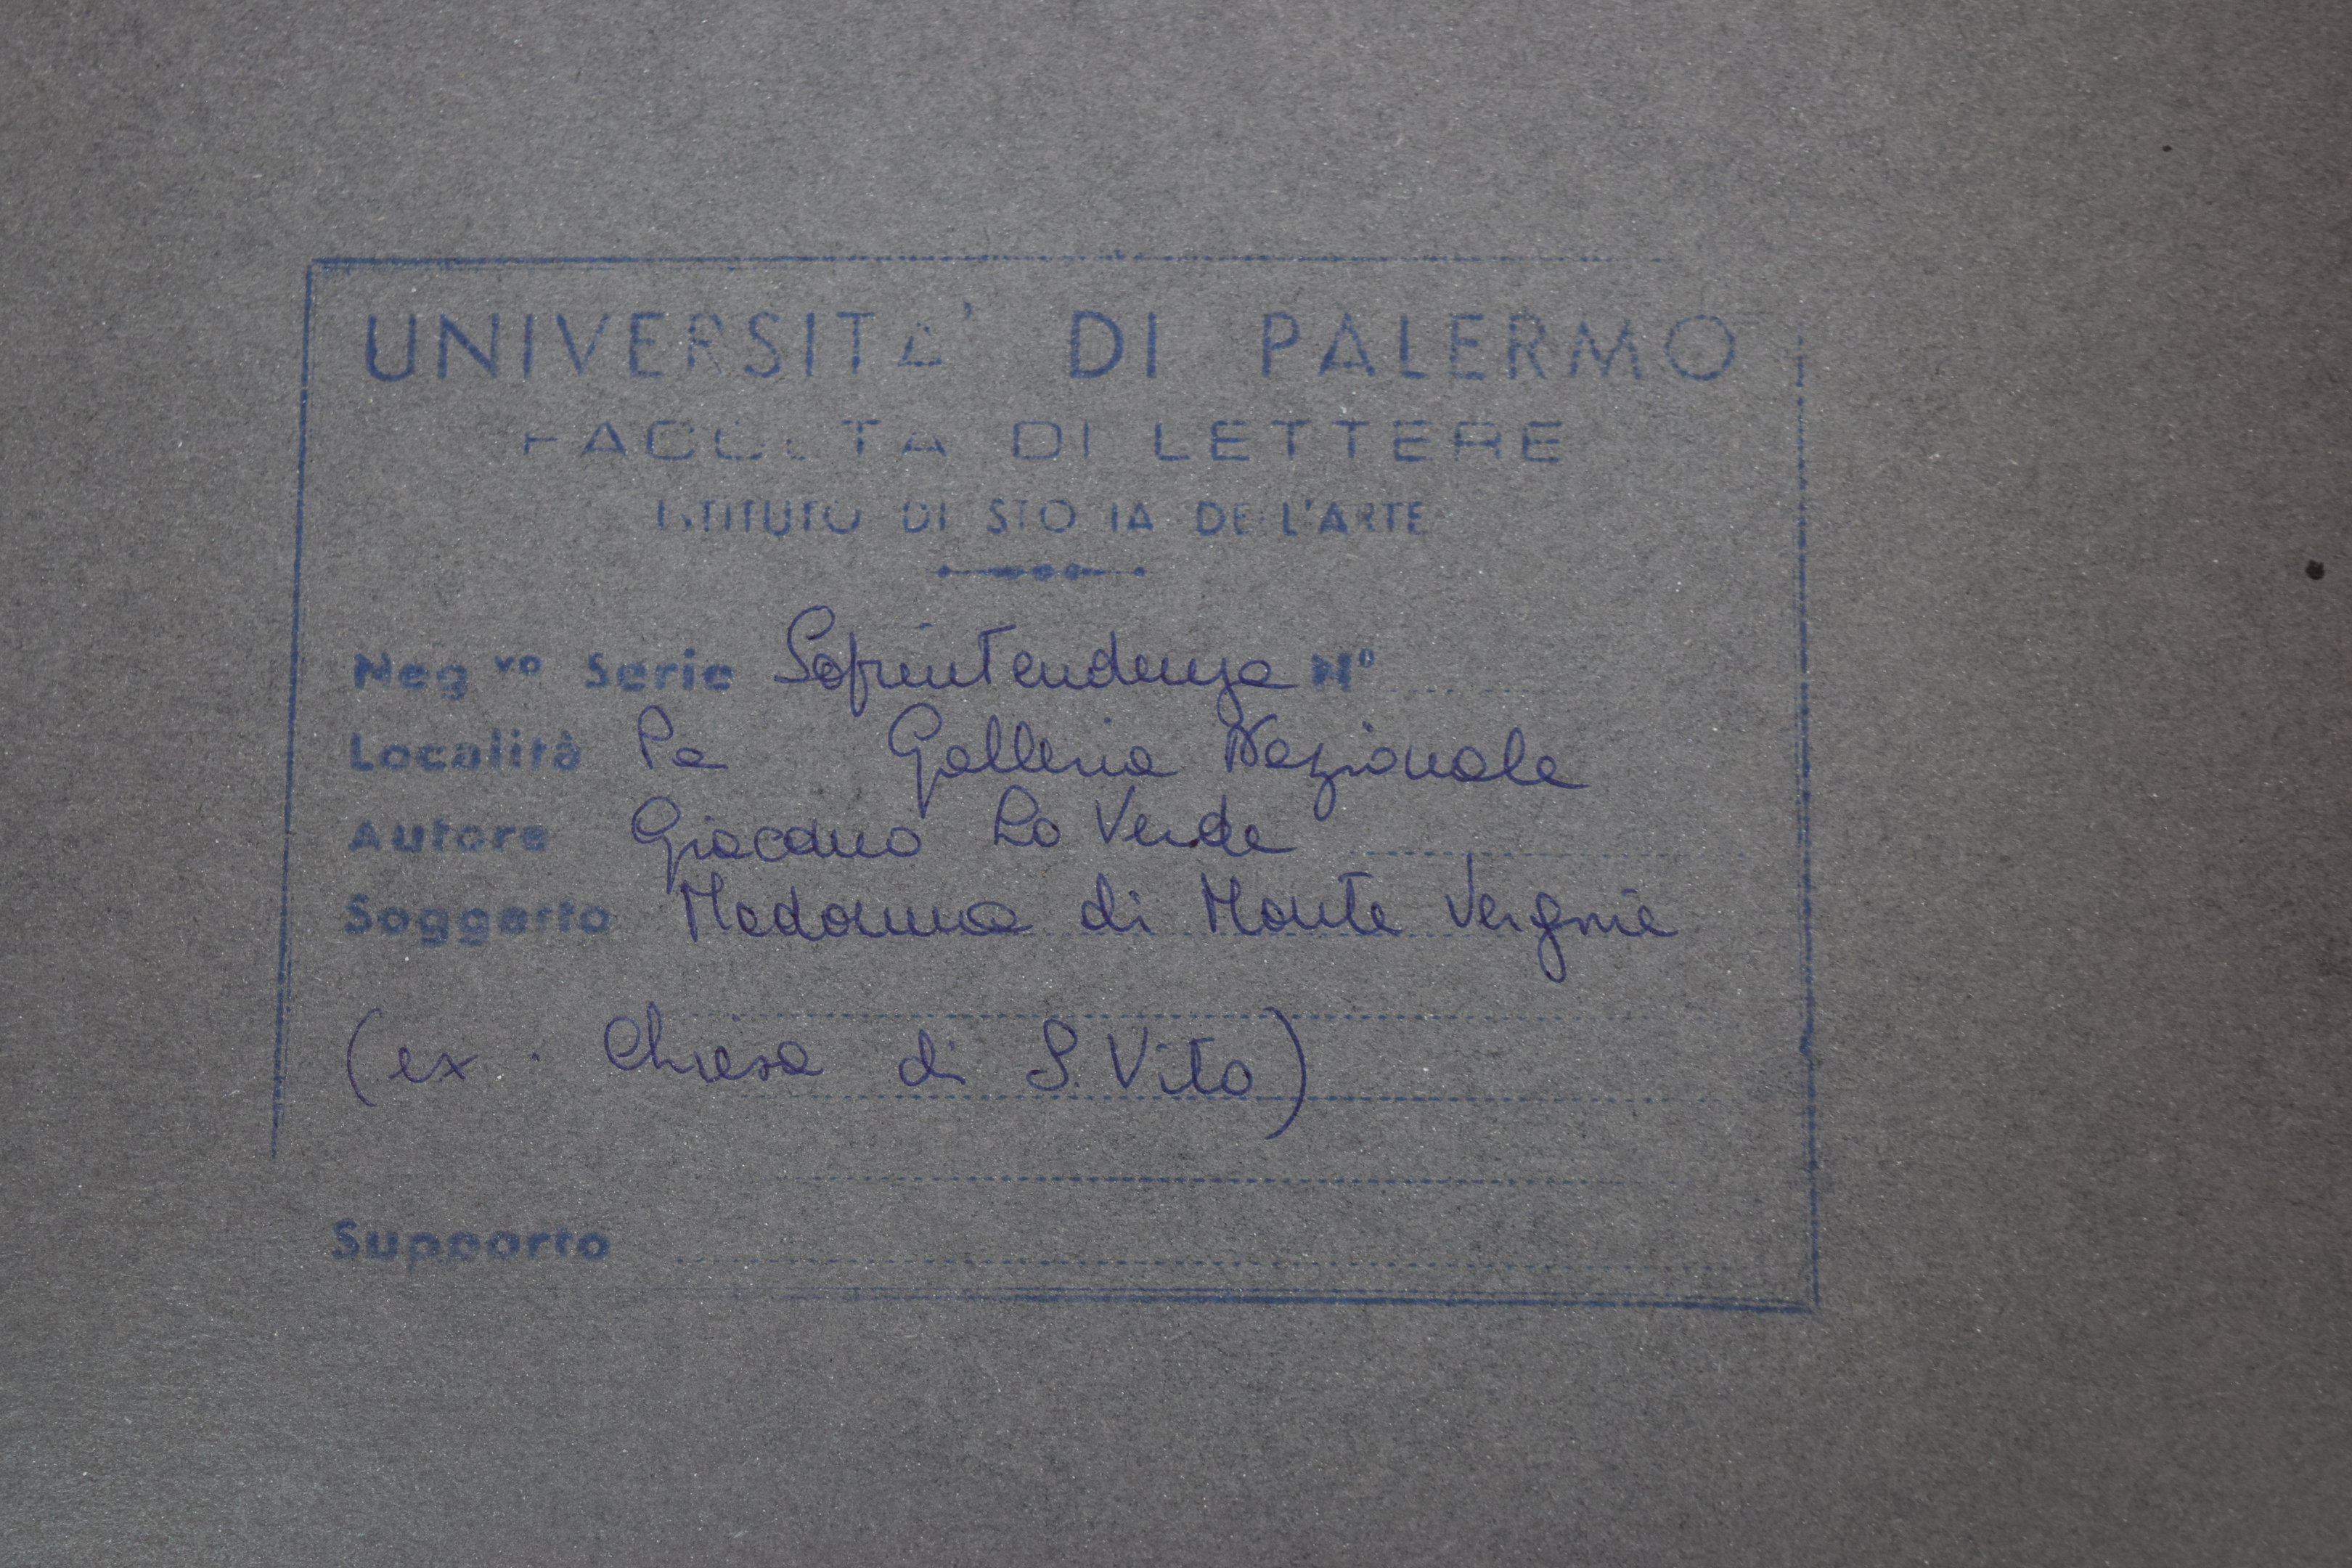 UNIVERSITA' DI PALERMO
FACOLTA DI LETTERE
ISTITUTO DI STORIA DELL'ARTE
Neg vo Serie Soprintendenza N°
Località Pa Galleria Nazionale
Autore Giacomo Lo Verde
Soggetto Madonna di Monte Vergine
(ex. Chiesa di S. Vito)
Supporto